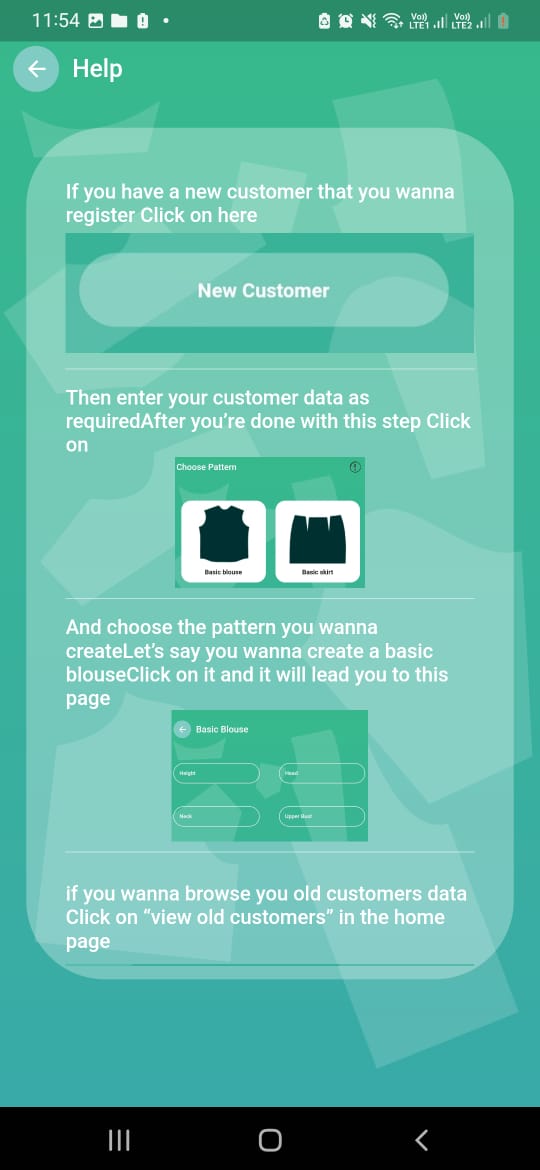 11:54
Vo)) LTE1
Vo)) LTE2
Help
If you have a new customer that you wanna
register Click on here
New Customer
Then enter your customer data as
requiredAfter you’re done with this step Click
on
Choose Pattern
Basic blouse
Basic skirt
And choose the pattern you wanna
createLet’s say you wanna create a basic
blouseClick on it and it will lead you to this
page
Basic Blouse
Height
Head
Neck
Upper Bust
if you wanna browse you old customers data
Click on “view old customers” in the home
page